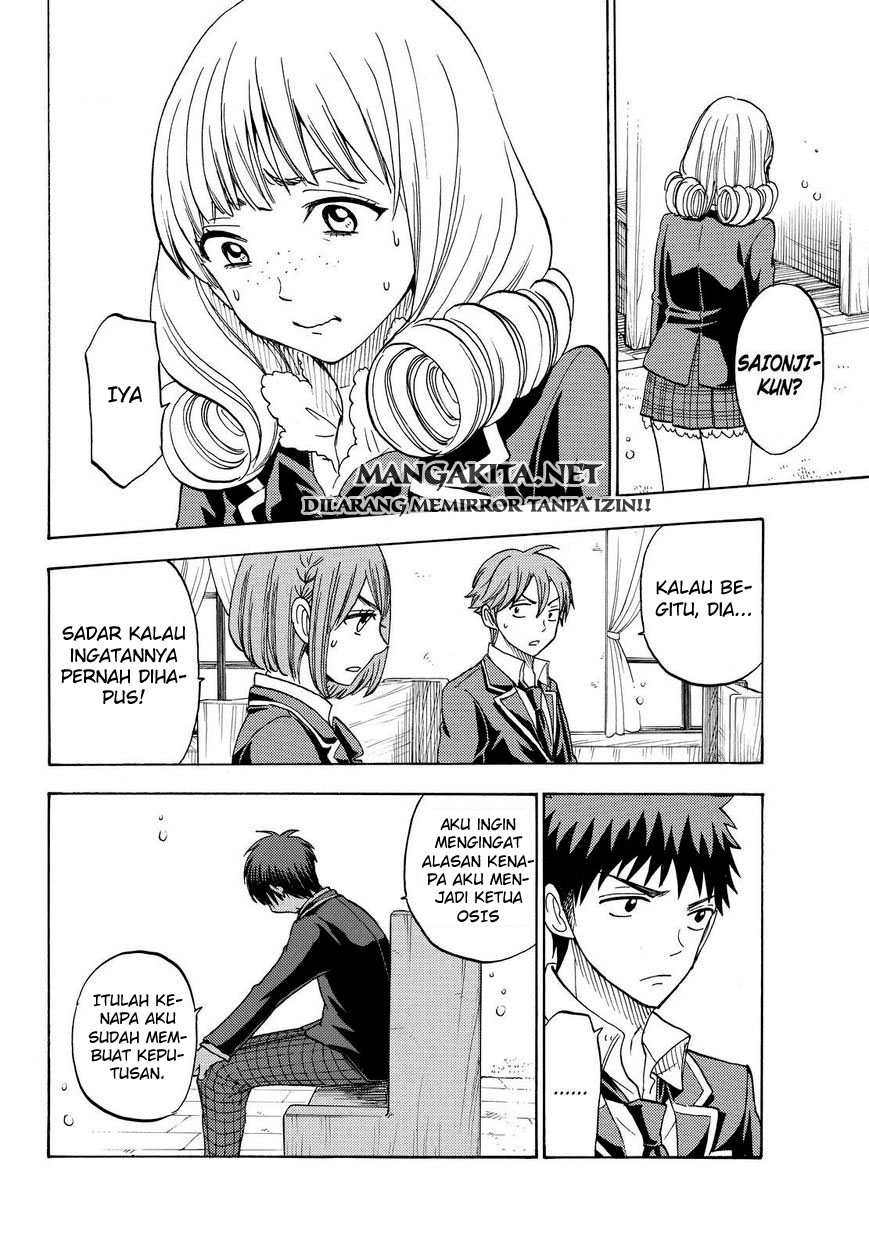 SAIONJI-
KUN?
IYA
MANGAKITA.NET
DILARANG MEMIRROR TANPA IZIN!!
KALAU BE-
GITU, DIA...
SADAR KALAU
INGATANNYA
PERNAH DIHA-
PUS!
......
AKU INGIN
MENGINGAT
ALASAN KENA-
PA AKU MEN-
JADI KETUA
OSIS
ITULAH KE-
NAPA AKU
SUDAH MEM-
BUAT KEPU-
TUSAN.